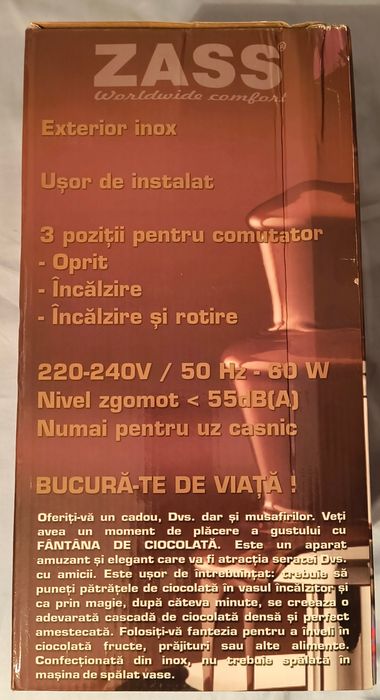 ZASS®
Worldwide comfort
Exterior inox
Ușor de instalat
3 poziții pentru comutator
- Oprit
- Încălzire
- Încălzire și rotire
220-240V / 50 Hz - 60 W
Nivel zgomot < 55dB(A)
Numai pentru uz casnic
BUCURĂ-TE DE VIAȚĂ !
Oferiți-vă un cadou, Dvs. dar și musafirilor. Veți
avea un moment de plăcere a gustului cu
FÂNTÂNA DE CIOCOLATĂ. Este un aparat
amuzant și elegant care va fi atracția seratei Dvs.
cu amicii. Este ușor de întrebuințat: trebuie să
puneți pătrățele de ciocolată în vasul încălzitor și
ca prin magie, după câteva minute, se creeaza o
adevarată cascadă de ciocolată densă și perfect
amestecată. Folosiți-vă fantezia pentru a înveli în
ciocolată fructe, prăjituri sau alte alimente.
Confecționată din inox, nu trebuie spălată în
mașina de spălat vase.